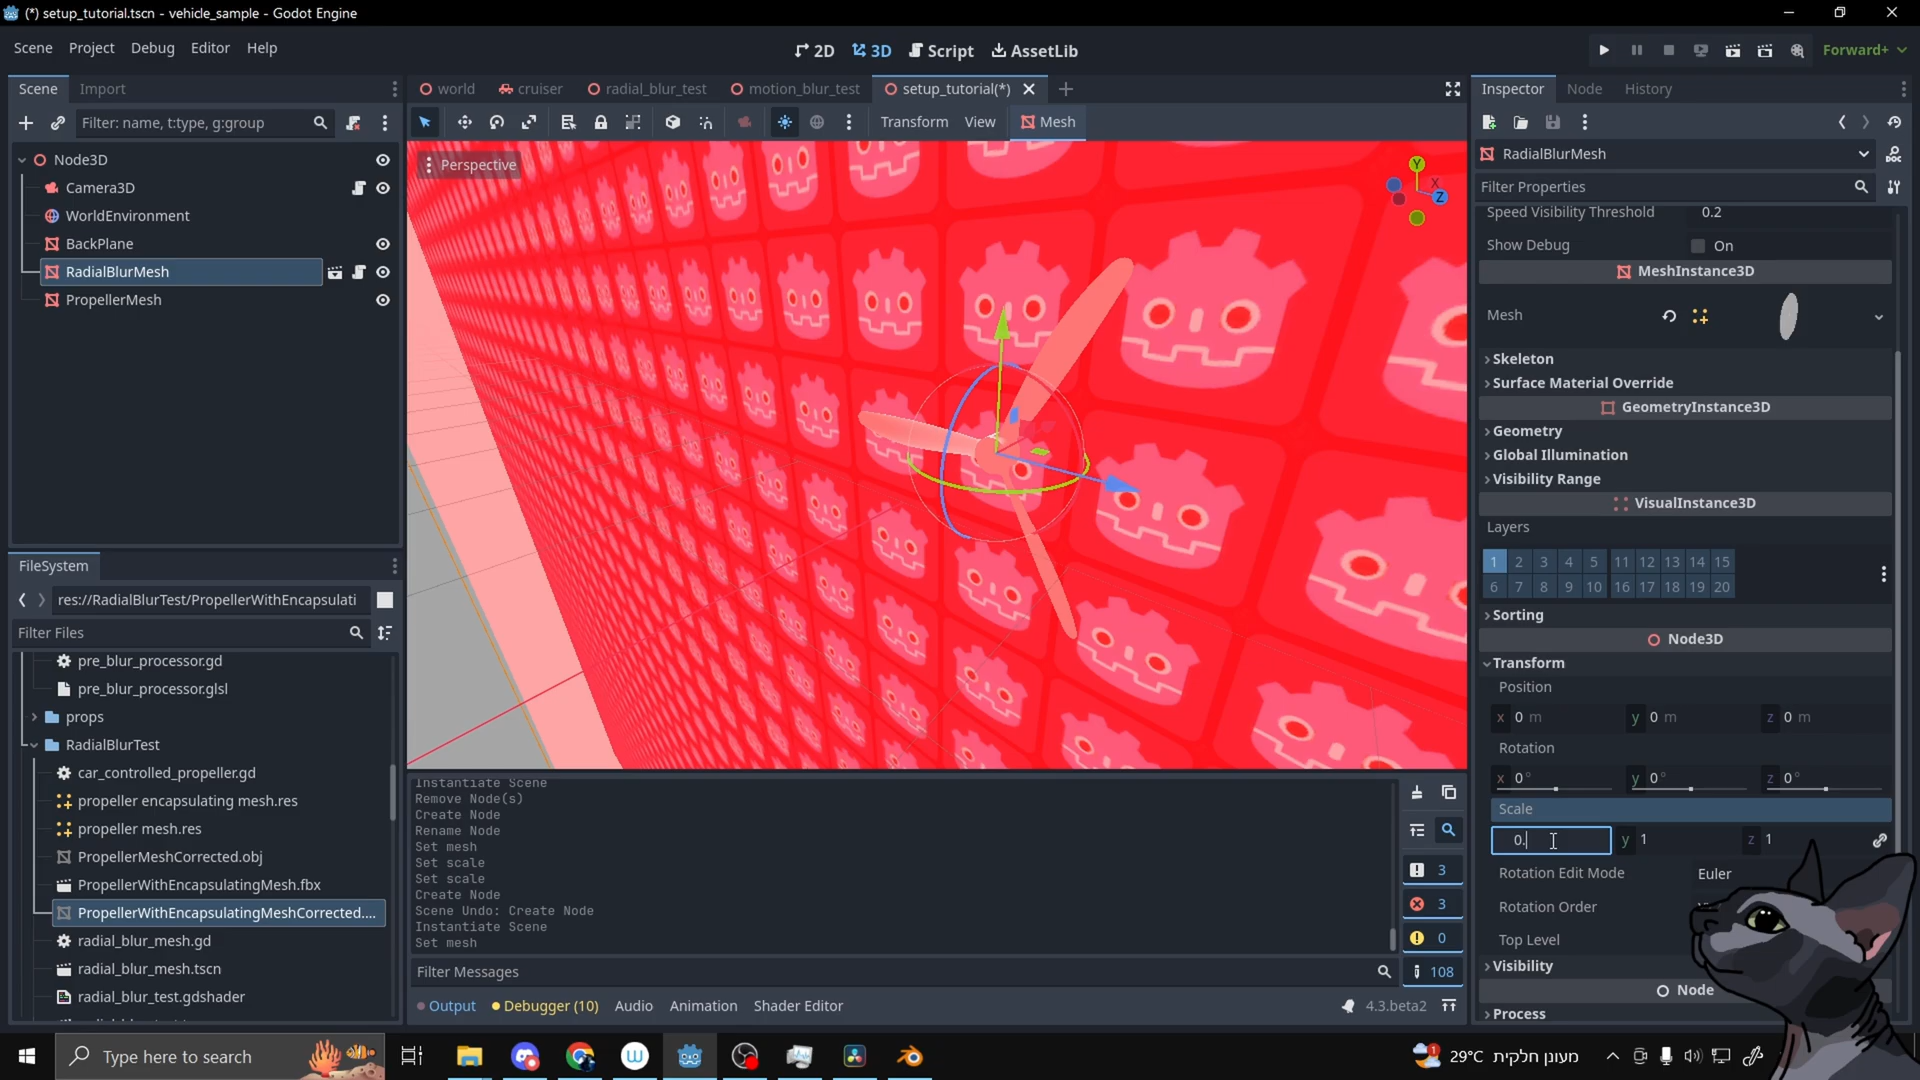 (*) setup_tutorial.tscn - vehicle_sample - Godot Engine
Scene Project Debug Editor Help
2D 3D Script AssetLib
Forward+
Scene Import
world cruiser radial_blur_test motion_blur_test setup_tutorial(*)
Inspector Node History
Filter: name, t:type, g:group
Transform View Mesh
Node3D
Camera3D
WorldEnvironment
BackPlane
RadialBlurMesh
PropellerMesh
Perspective
Y
X
Z
RadialBlurMesh
DOC
Filter Properties
Speed Visibility Threshold 0.2
Show Debug On
MeshInstance3D
Mesh
Skeleton
Surface Material Override
GeometryInstance3D
Geometry
Global Illumination
Visibility Range
VisualInstance3D
Layers
1 2 3 4 5 11 12 13 14 15
6 7 8 9 10 16 17 18 19 20
Sorting
Node3D
Transform
Position
x 0 m y 0 m z 0 m
Rotation
x 0° y 0° z 0°
Scale
0. y 1 z 1
Rotation Edit Mode Euler
Rotation Order
Top Level
Visibility
Node
Process
FileSystem
res://RadialBlurTest/PropellerWithEncapsulati
Filter Files
pre_blur_processor.gd
pre_blur_processor.glsl
props
RadialBlurTest
car_controlled_propeller.gd
propeller encapsulating mesh.res
propeller mesh.res
PropellerMeshCorrected.obj
PropellerWithEncapsulatingMesh.fbx
PropellerWithEncapsulatingMeshCorrected....
radial_blur_mesh.gd
radial_blur_mesh.tscn
radial_blur_test.gdshader
Instantiate Scene
Remove Node(s)
Create Node
Rename Node
Set mesh
Set scale
Set scale
Create Node
Scene Undo: Create Node
Instantiate Scene
Set mesh
3
3
0
108
Filter Messages
Output Debugger (10) Audio Animation Shader Editor
4.3.beta2
Type here to search
1
29°C מעונן חלקית